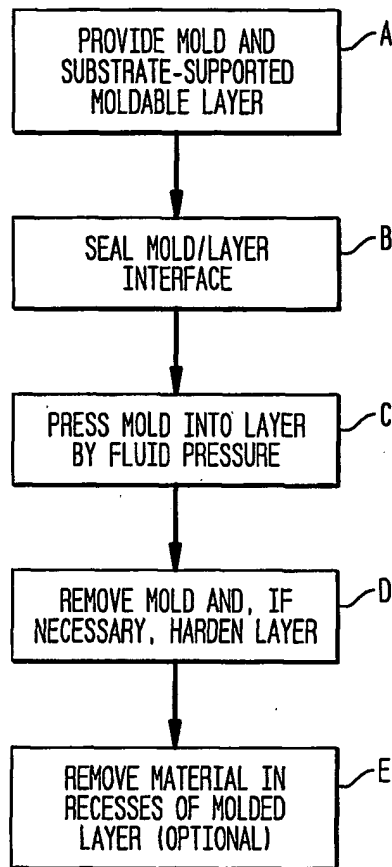 PROVIDE MOLD AND
SUBSTRATE-SUPPORTED
MOLDABLE LAYER
A
SEAL MOLD/LAYER
INTERFACE
B
PRESS MOLD INTO LAYER
BY FLUID PRESSURE
C
REMOVE MOLD AND, IF
NECESSARY, HARDEN LAYER
D
REMOVE MATERIAL IN
RECESSES OF MOLDED
LAYER (OPTIONAL)
E